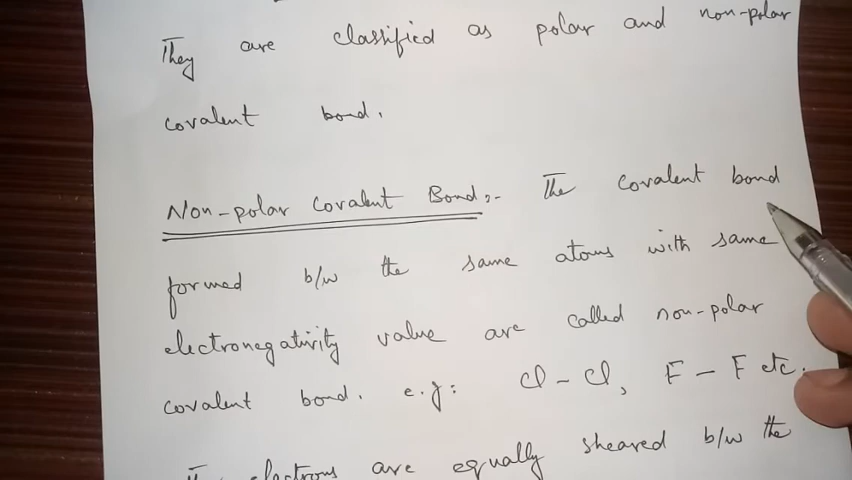 They are classified as polar and non-polar
covalent bond.
Non-polar Covalent Bond:- The covalent bond
formed b/w the same atoms with same
electronegativity value are called non-polar
covalent bond. e.g: Cl - Cl, F - F etc.
The electrons are equally sheared b/w the